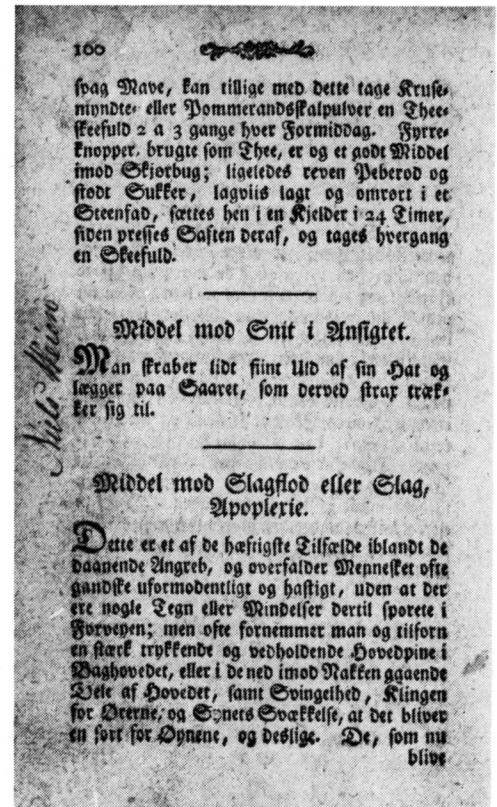 100
svag Mave, kan tillige med dette tage Kruse-
myndte- eller Pommerandsskalpulver en Thee-
skeefuld 2 a 3 gange hver Formiddag. Fyrre-
knopper, brugte som Thee, er og et godt Middel
imod Skjørbug; ligeledes reven Peberod og
stødt Sukker, lagviis lagt og omrørt i et
Steenfad, sættes hen i en Kjelder i 24 Timer,
siden presses Saften deraf, og tages hvergang
en Skeefuld.
Middel mod Snit i Ansigtet.
Man skraber lidt fiint Uld af sin Hat og
lægger paa Saaret, som derved strax træk-
ker sig til.
Middel mod Slagflod eller Slag,
Apoplexie.
Dette er et af de hæftigste Tilfælde iblandt de
daanende Angreb, og overfalder Mennesket ofte
gandske uformodentligt og hastigt, uden at der
ere nogle Tegn eller Mindelser dertil sporete i
Forveyen; men ofte fornemmer man og tilforn
en stærk trykkende og vedholdende Hovedpine i
Baghovedet, eller i de ned imod Nakken ggaende
Dele af Hovedet, samt Svingelhed, Klingen
for Ørerne, og Synets Svækkelse, at det bliver
en sort for Øynene, og deslige. De, som nu
blive
Niels